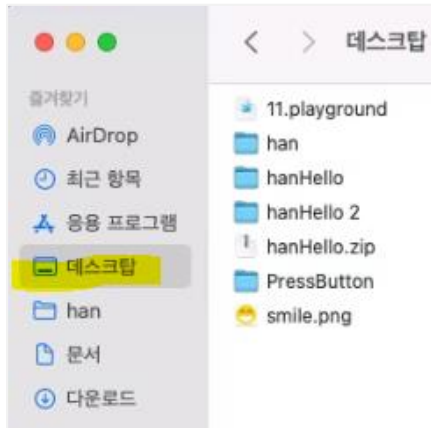 데스크탑
즐겨찾기
AirDrop
최근 항목
응용 프로그램
데스크탑
han
문서
다운로드
11.playground
han
hanHello
hanHello 2
hanHello.zip
PressButton
smile.png